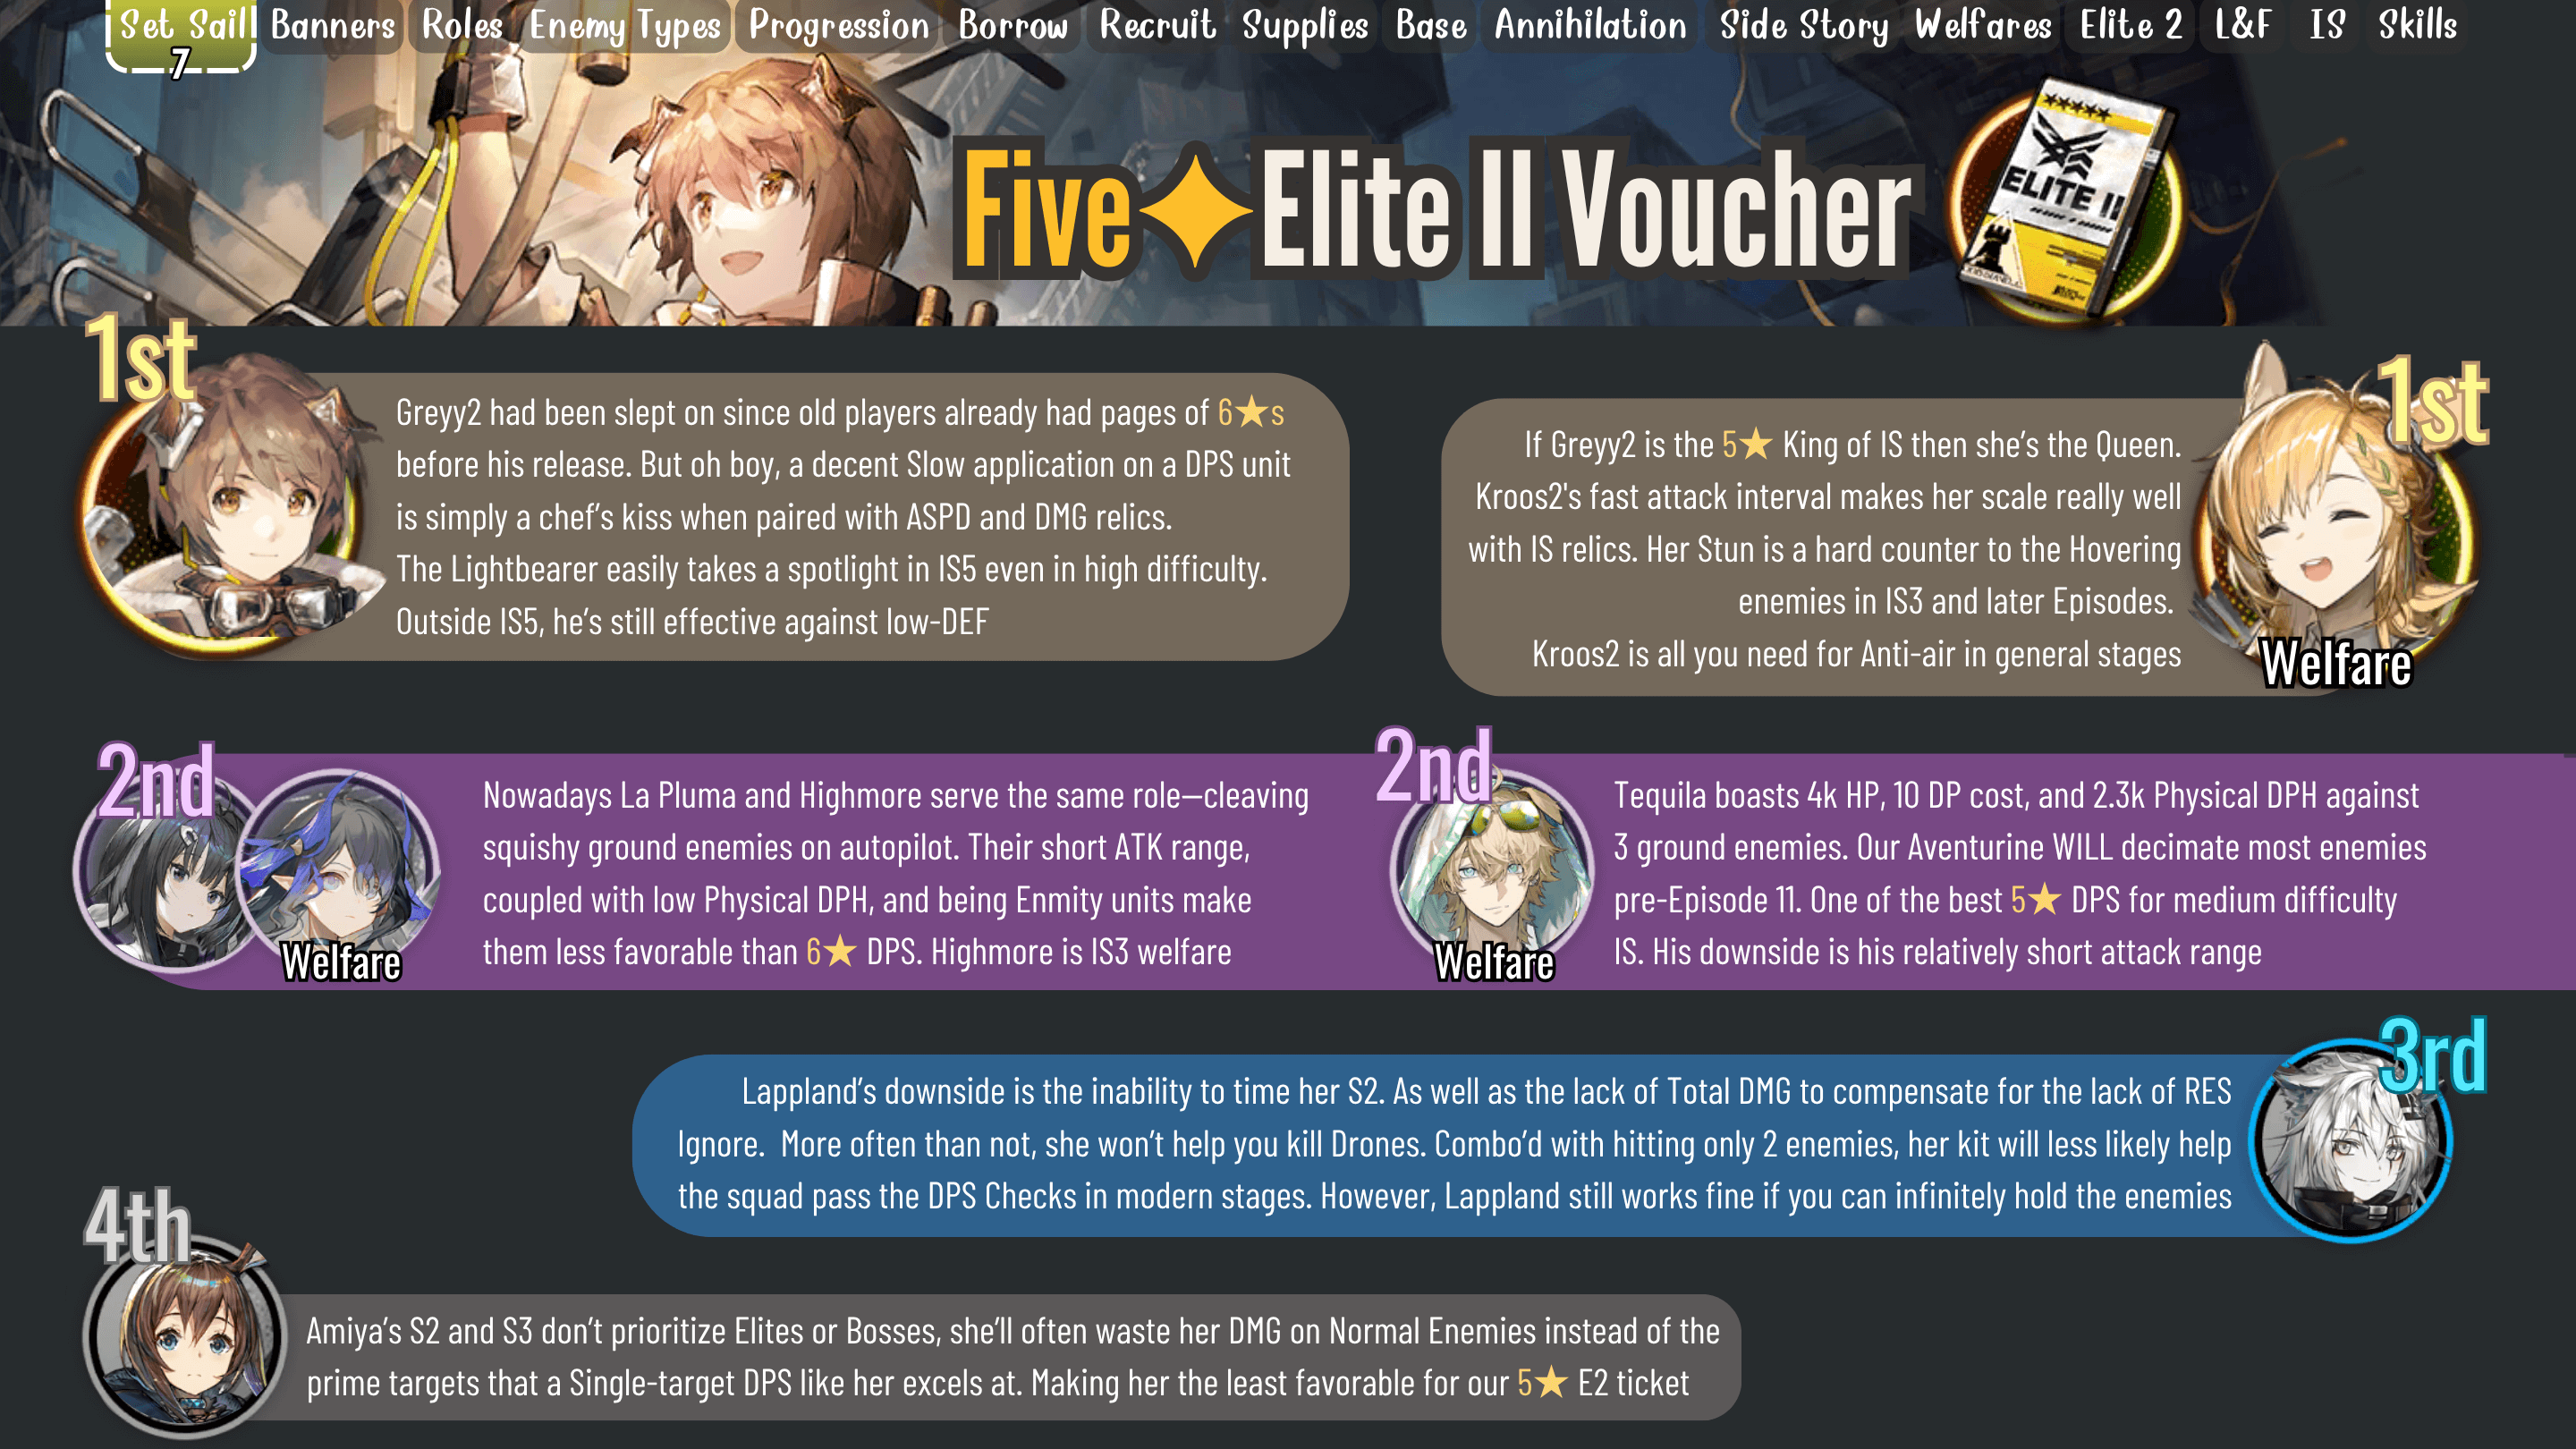 Set Sail Banners Roles Enemy Types Progression Borrow Recruit Supplies Base Annihilation Side Story Welfares Elite 2 L&F IS Skills
7
Five✦Elite II Voucher
ELITE II
1st
Greyy2 had been slept on since old players already had pages of 6★s
before his release. But oh boy, a decent Slow application on a DPS unit
is simply a chef's kiss when paired with ASPD and DMG relics.
The Lightbearer easily takes a spotlight in IS5 even in high difficulty.
Outside IS5, he's still effective against low-DEF
1st
If Greyy2 is the 5★ King of IS then she's the Queen.
Kroos2's fast attack interval makes her scale really well
with IS relics. Her Stun is a hard counter to the Hovering
enemies in IS3 and later Episodes.
Kroos2 is all you need for Anti-air in general stages
Welfare
2nd
Nowadays La Pluma and Highmore serve the same role—cleaving
squishy ground enemies on autopilot. Their short ATK range,
coupled with low Physical DPH, and being Enmity units make
them less favorable than 6★ DPS. Highmore is IS3 welfare
Welfare
2nd
Tequila boasts 4k HP, 10 DP cost, and 2.3k Physical DPH against
3 ground enemies. Our Aventurine WILL decimate most enemies
pre-Episode 11. One of the best 5★ DPS for medium difficulty
IS. His downside is his relatively short attack range
Welfare
3rd
Lappland's downside is the inability to time her S2. As well as the lack of Total DMG to compensate for the lack of RES
Ignore. More often than not, she won't help you kill Drones. Combo'd with hitting only 2 enemies, her kit will less likely help
the squad pass the DPS Checks in modern stages. However, Lappland still works fine if you can infinitely hold the enemies
4th
Amiya's S2 and S3 don't prioritize Elites or Bosses, she'll often waste her DMG on Normal Enemies instead of the
prime targets that a Single-target DPS like her excels at. Making her the least favorable for our 5★ E2 ticket